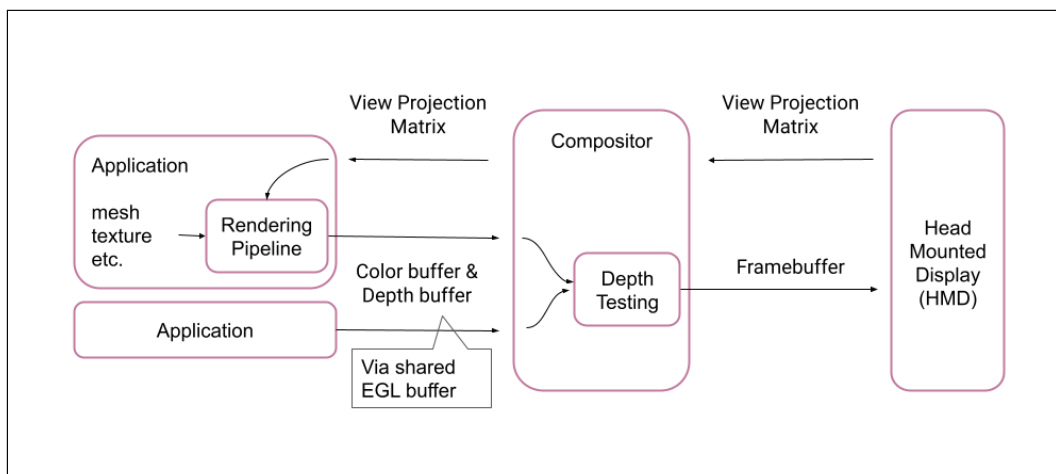 View Projection
Matrix
View Projection
Matrix
Compositor
Application
mesh
texture
etc.
Rendering
Pipeline
Head
Mounted
Display
(HMD)
Color buffer &
Depth buffer
Depth
Testing
Framebuffer
Application
Via shared
EGL buffer